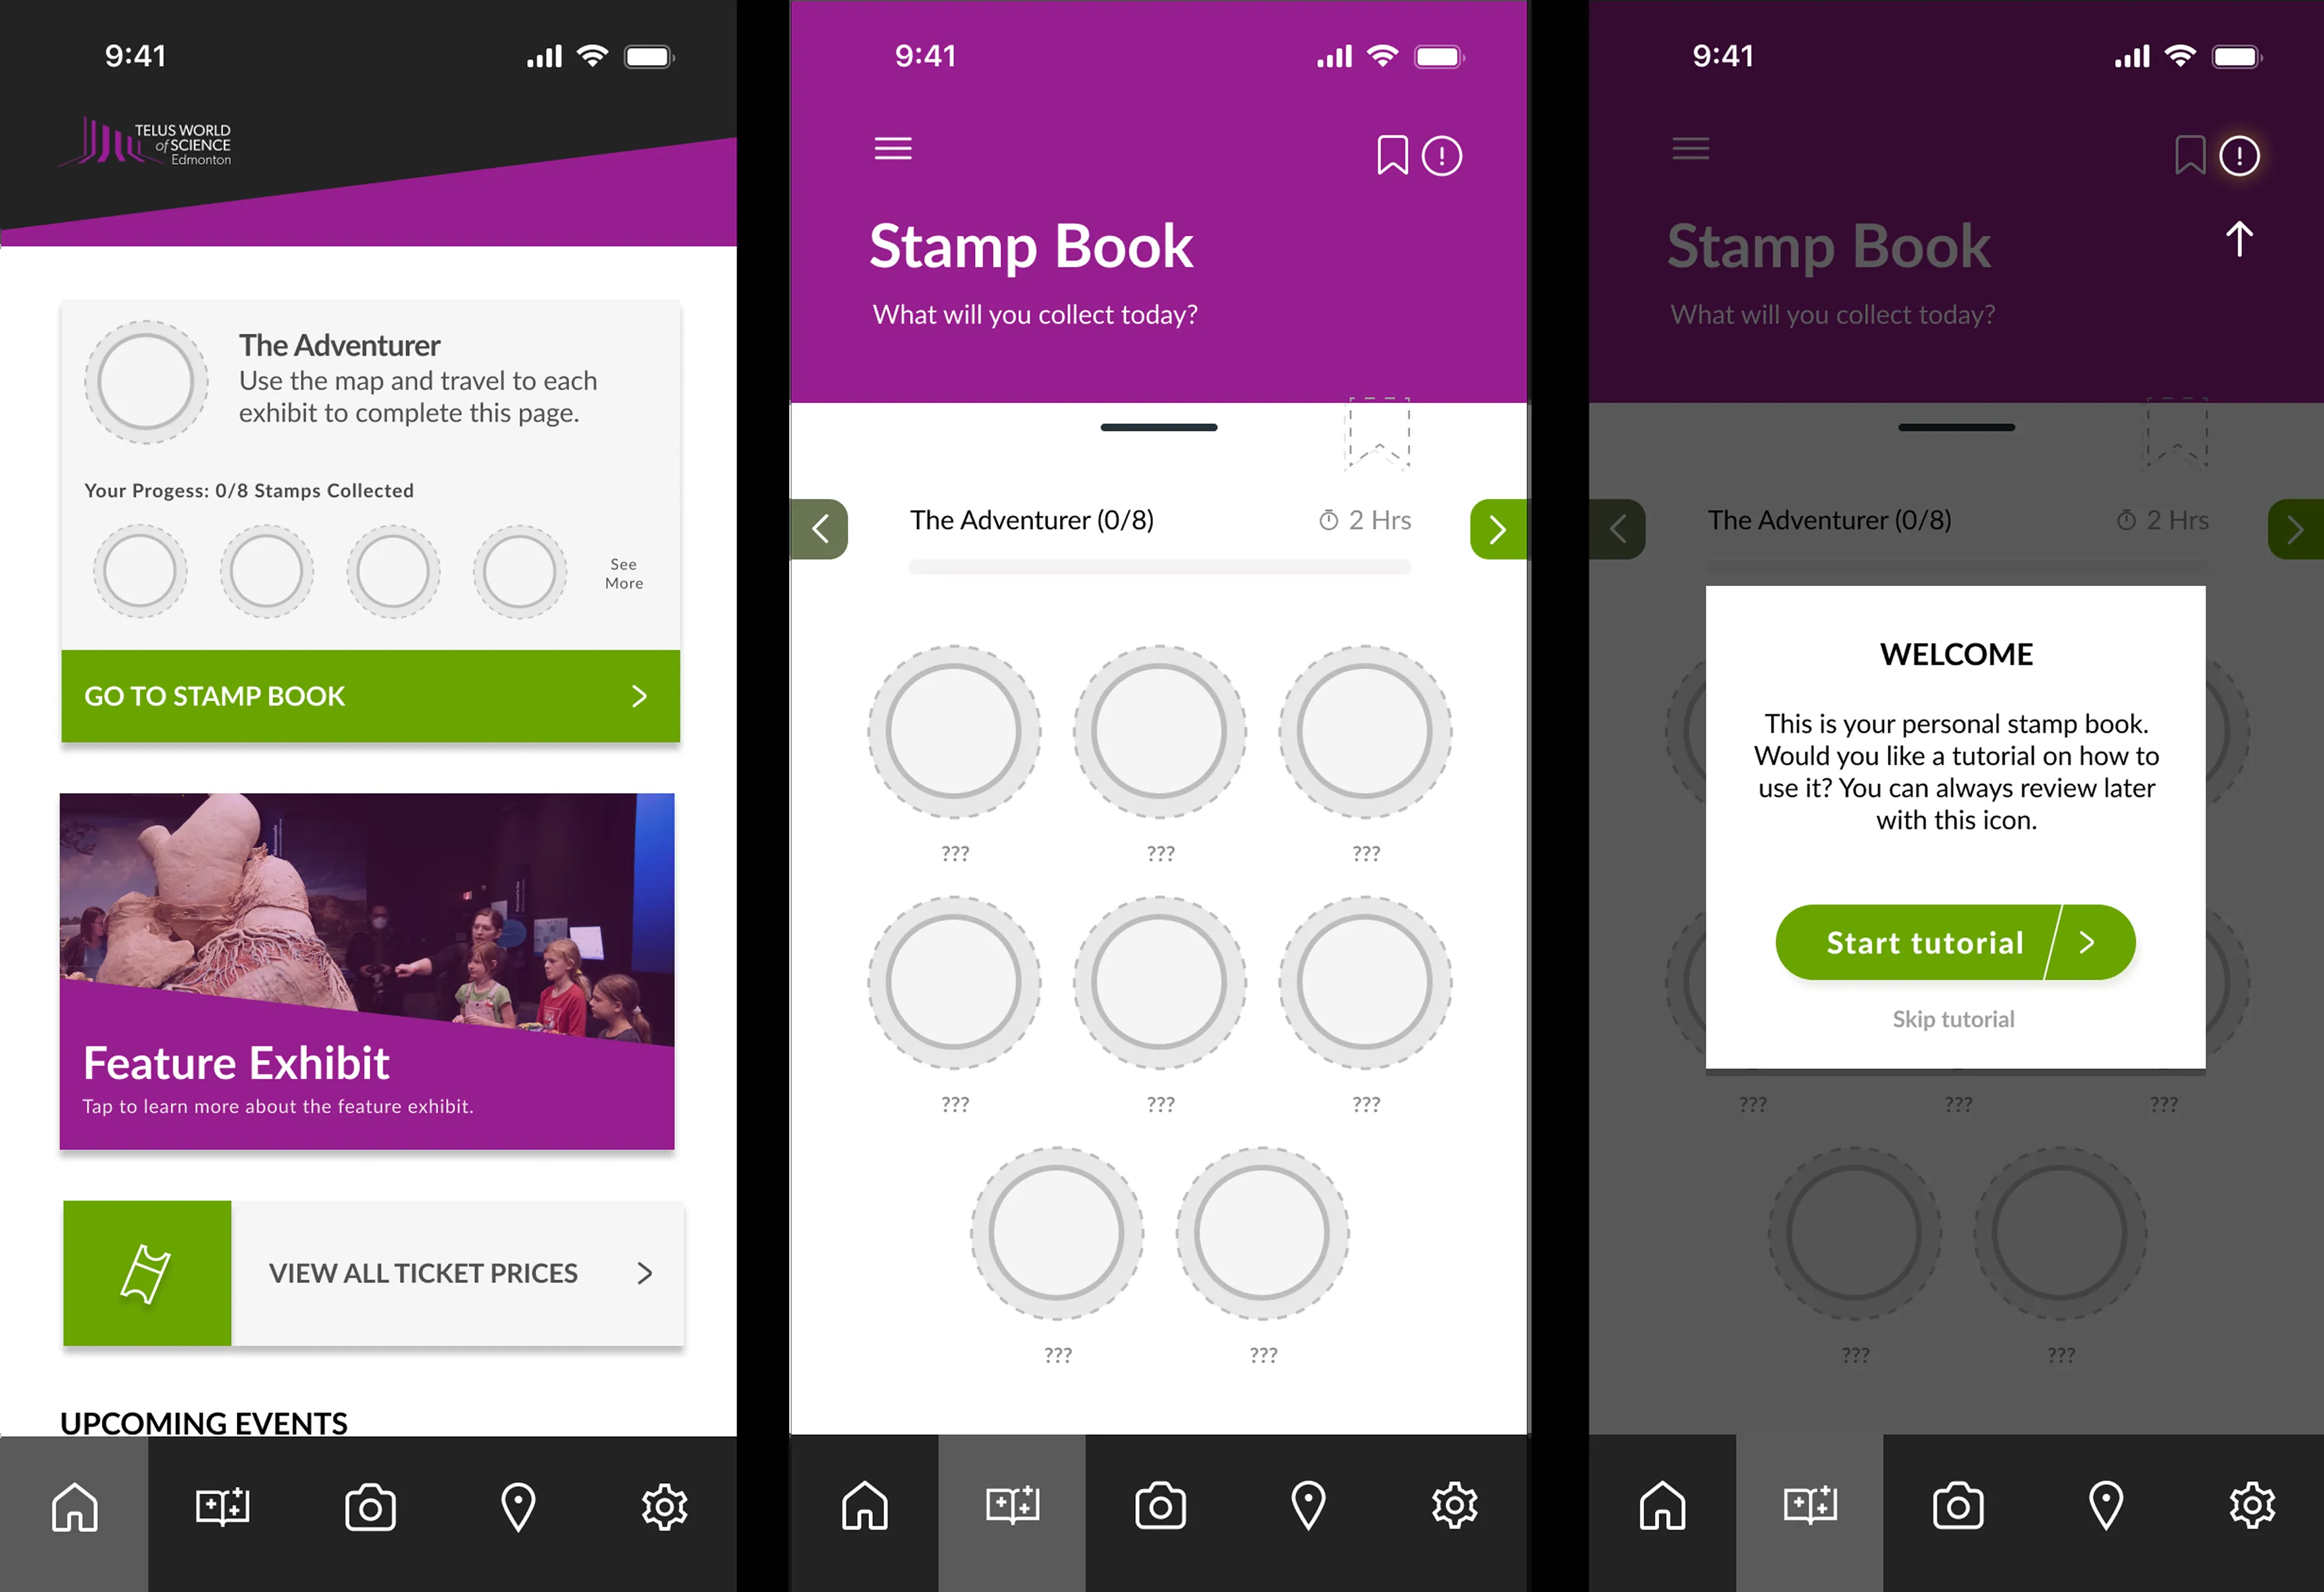 9:41
TELUS WORLD
of SCIENCE
Edmonton
The Adventurer
Use the map and travel to each
exhibit to complete this page.
Your Progess: 0/8 Stamps Collected
See
More
GO TO STAMP BOOK
Feature Exhibit
Tap to learn more about the feature exhibit.
VIEW ALL TICKET PRICES
UPCOMING EVENTS
9:41
Stamp Book
What will you collect today?
The Adventurer (0/8)
2 Hrs
???
???
???
???
???
???
???
???
9:41
Stamp Book
What will you collect today?
The Adventurer (0/8)
2 Hrs
WELCOME
This is your personal stamp book.
Would you like a tutorial on how to
use it? You can always review later
with this icon.
Start tutorial
Skip tutorial
???
???
???
???
???